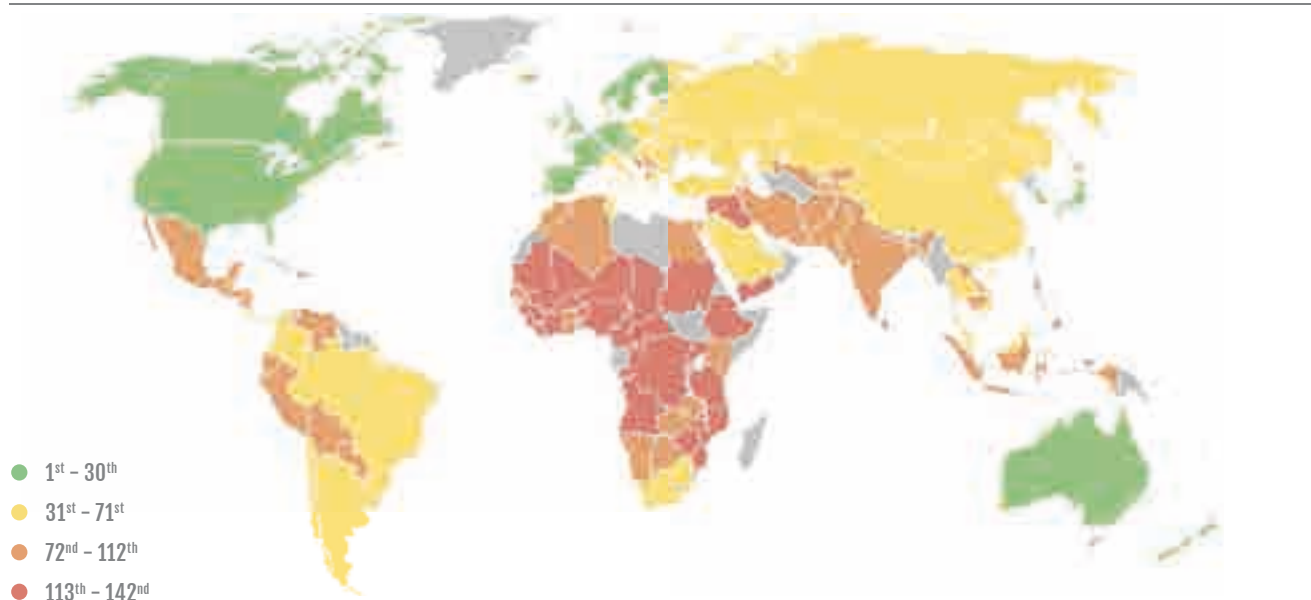 1st – 30th
31st – 71st
72nd – 112th
113th – 142nd